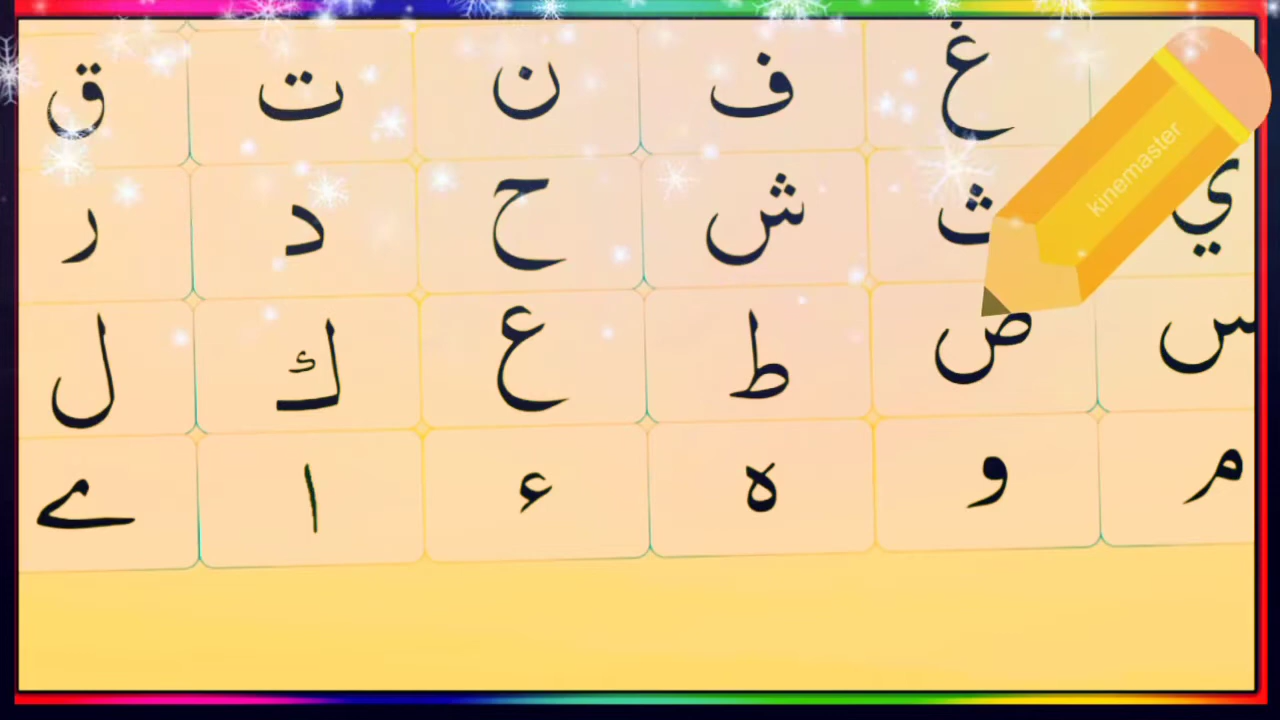 غ ف ن ت ق
ي ث ش ح د ر
س ص ط ع ك ل
م و ه ء ا ے
kinemaster